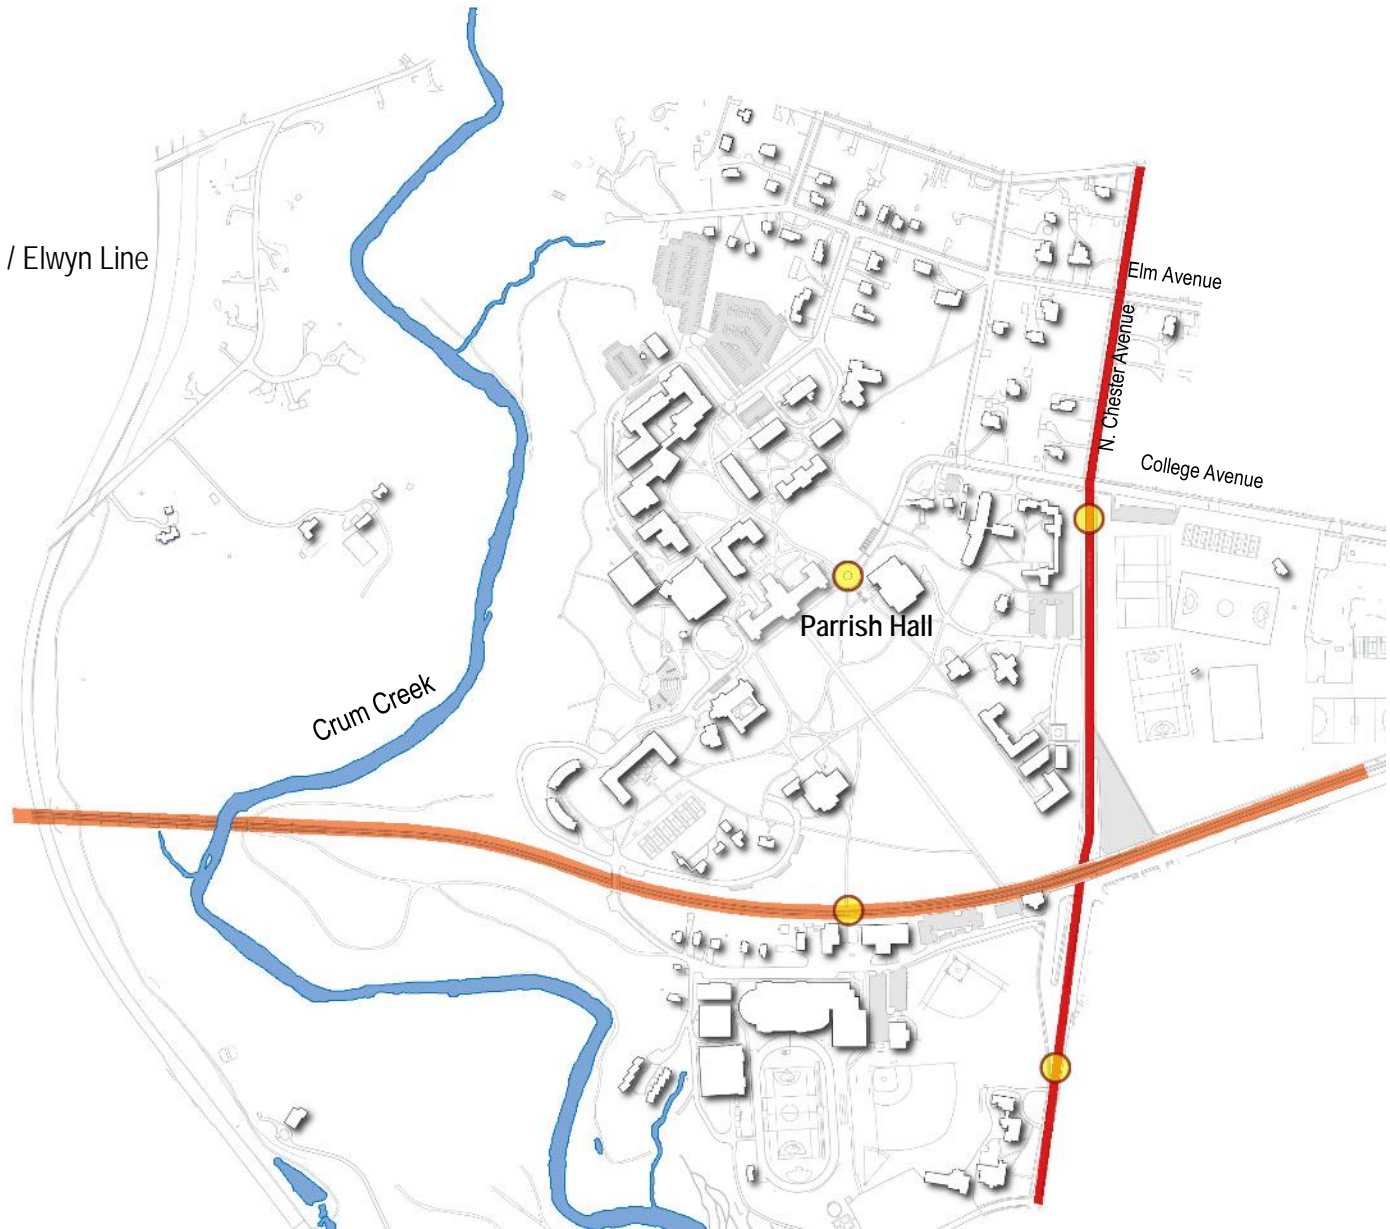 / Elwyn Line
Elm Avenue
N. Chester Avenue
College Avenue
Parrish Hall
Crum Creek